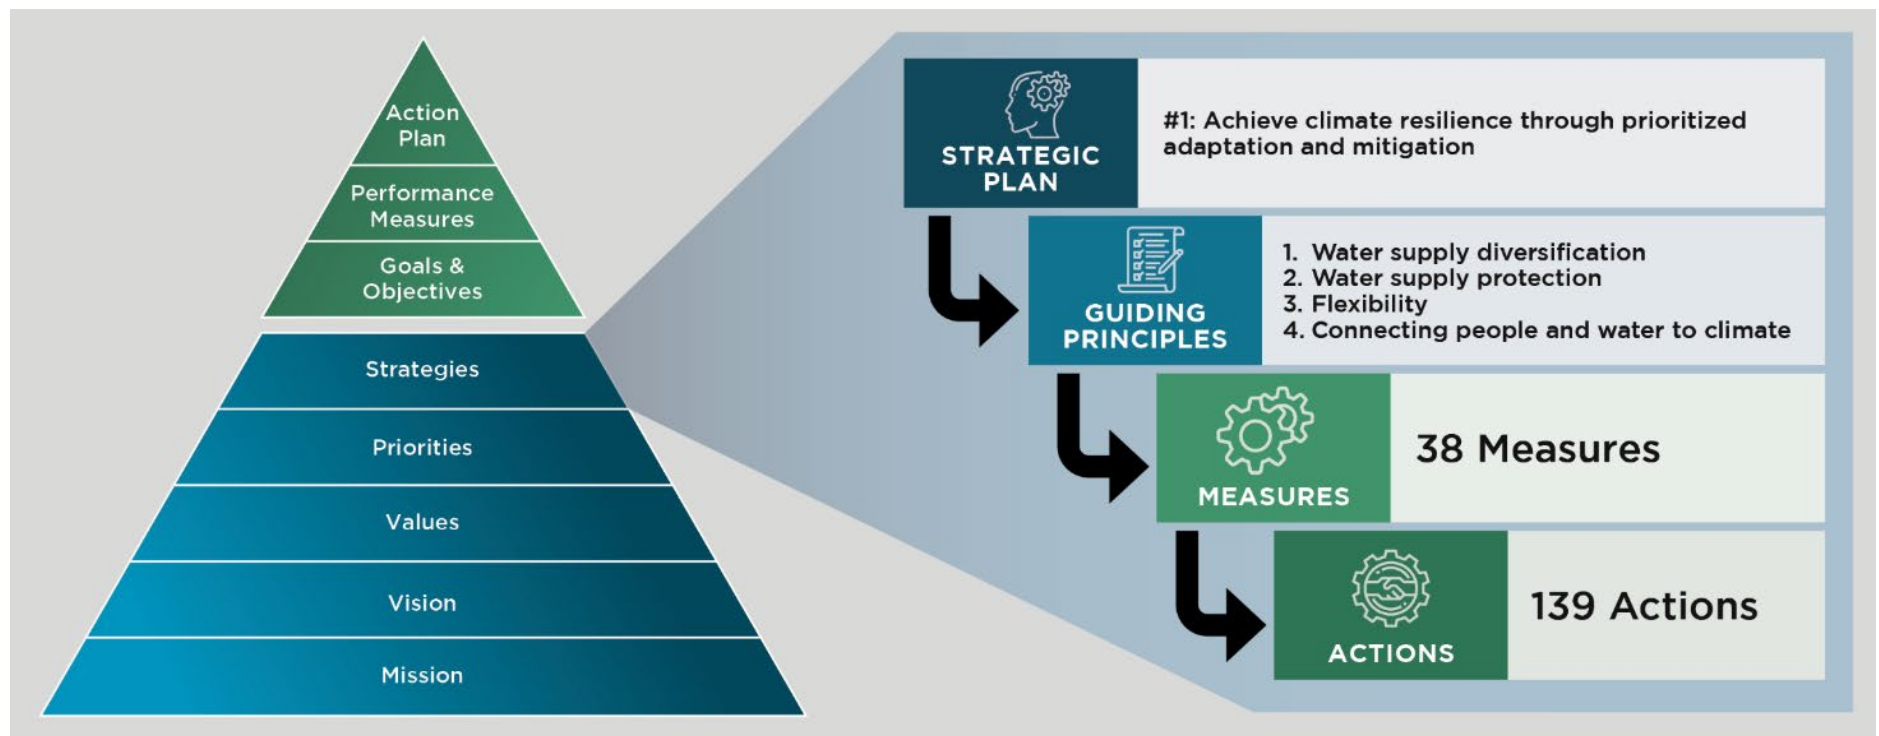 Action
Plan
Performance
Measures
Goals &
Objectives
Strategies
Priorities
Values
Vision
Mission
STRATEGIC
PLAN
#1: Achieve climate resilience through prioritized
adaptation and mitigation
GUIDING
PRINCIPLES
1. Water supply diversification
2. Water supply protection
3. Flexibility
4. Connecting people and water to climate
MEASURES
38 Measures
ACTIONS
139 Actions